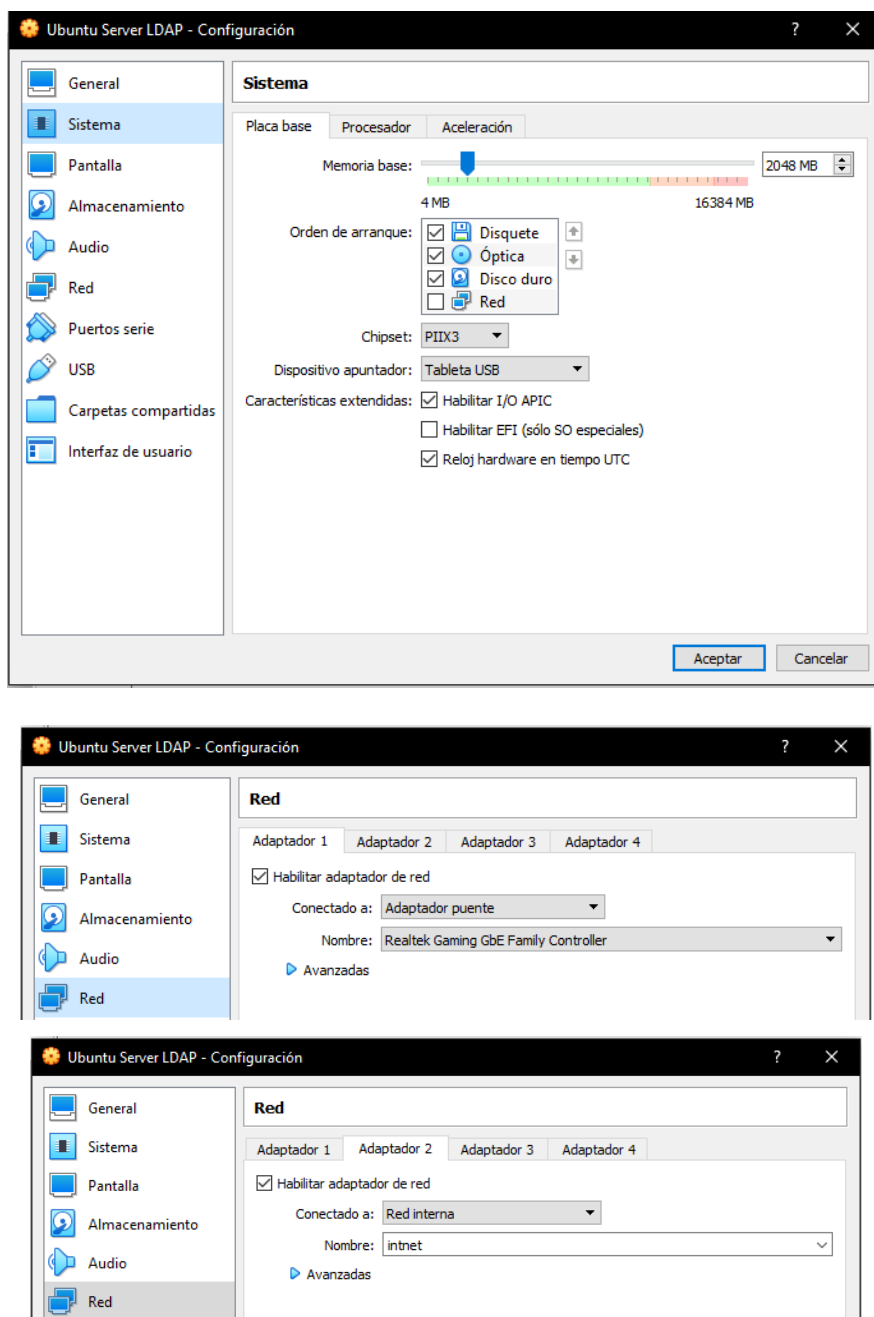 Ubuntu Server LDAP - Configuración ?
General
Sistema
Pantalla
Almacenamiento
Audio
Red
Puertos serie
USB
Carpetas compartidas
Interfaz de usuario
Sistema
Placa base Procesador Aceleración
Memoria base: 2048 MB
4 MB 16384 MB
Orden de arranque: Disquete
Óptica
Disco duro
Red
Chipset: PIIX3
Dispositivo apuntador: Tableta USB
Características extendidas: Habilitar I/O APIC
Habilitar EFI (sólo SO especiales)
Reloj hardware en tiempo UTC
Aceptar Cancelar
Ubuntu Server LDAP - Configuración ?
General
Sistema
Pantalla
Almacenamiento
Audio
Red
Red
Adaptador 1 Adaptador 2 Adaptador 3 Adaptador 4
Habilitar adaptador de red
Conectado a: Adaptador puente
Nombre: Realtek Gaming GbE Family Controller
Avanzadas
Ubuntu Server LDAP - Configuración ?
General
Sistema
Pantalla
Almacenamiento
Audio
Red
Red
Adaptador 1 Adaptador 2 Adaptador 3 Adaptador 4
Habilitar adaptador de red
Conectado a: Red interna
Nombre: intnet
Avanzadas